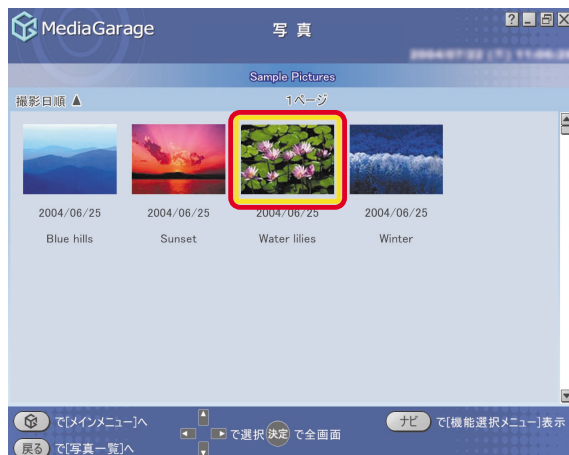 MediaGarage
写真
? _ X
Sample Pictures
撮影日順 ▲
1ページ
2004/06/25
2004/06/25
2004/06/25
2004/06/25
Blue hills
Sunset
Water lilies
Winter
で[メインメニュー]へ
で選択 決定 で全画面
ナビ で[機能選択メニュー]表示
戻る で[写真一覧]へ